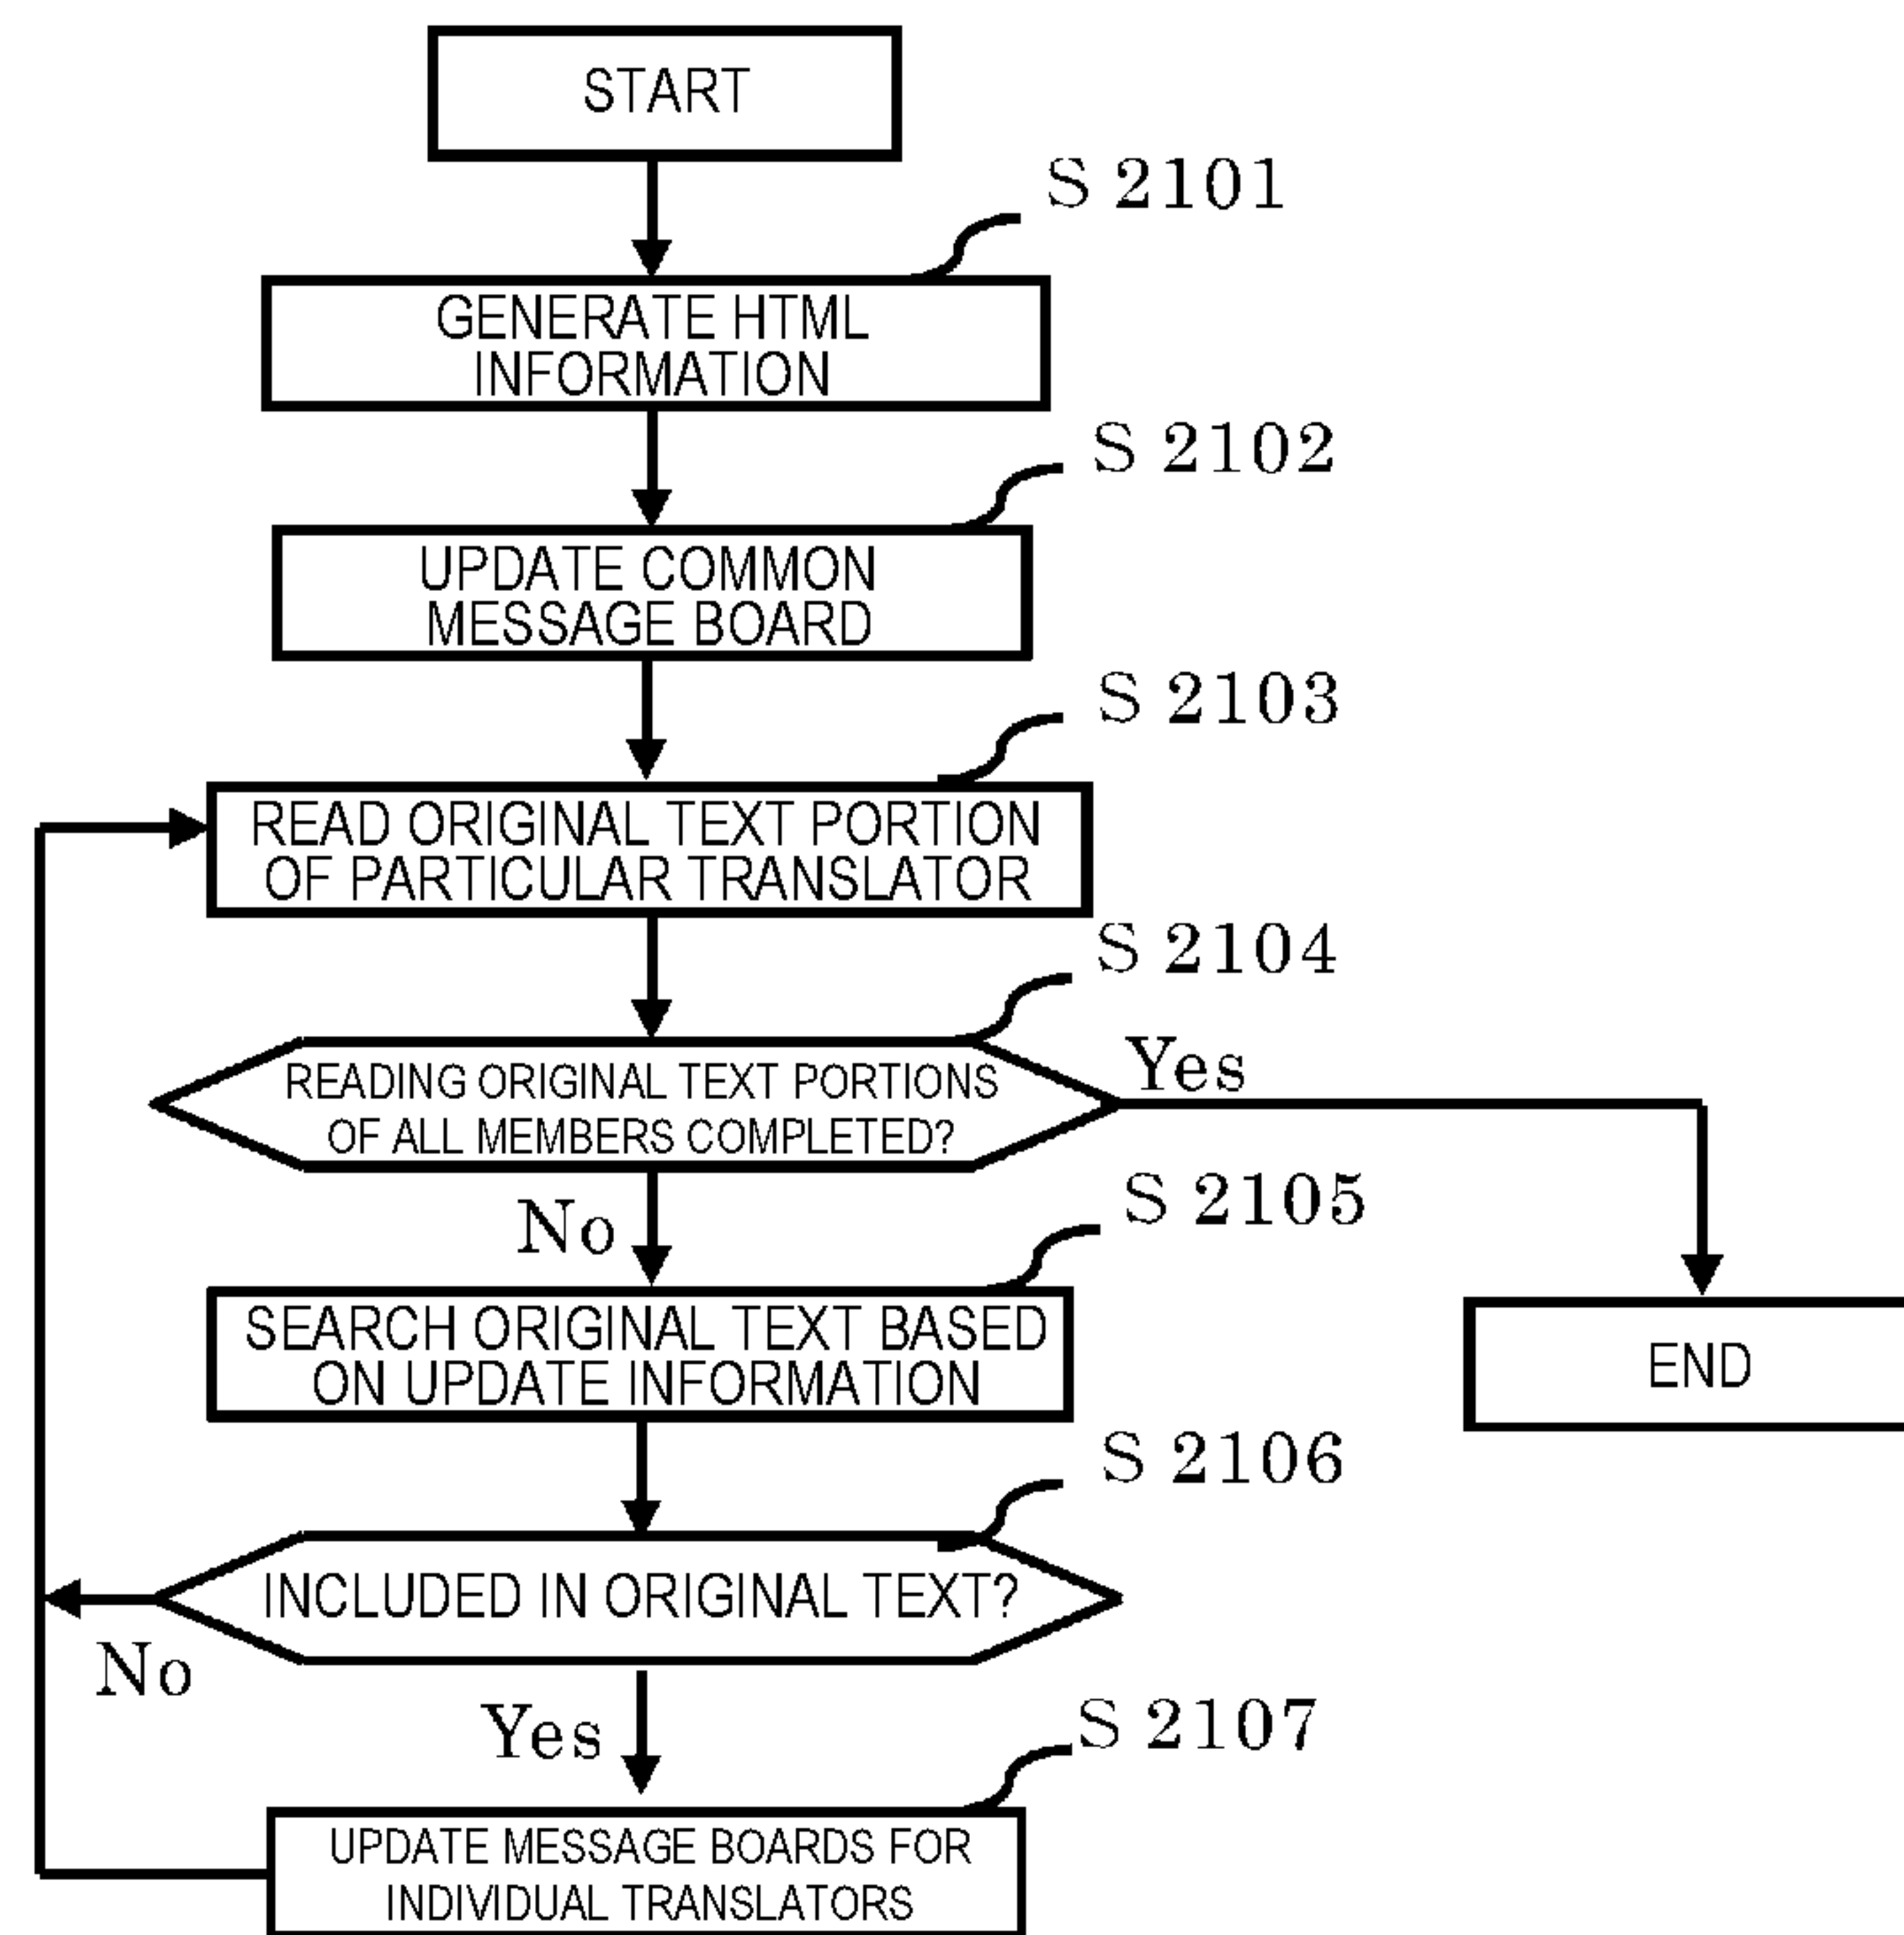 START
S 2101
GENERATE HTML
INFORMATION
S 2102
UPDATE COMMON
MESSAGE BOARD
S 2103
READ ORIGINAL TEXT PORTION
OF PARTICULAR TRANSLATOR
S 2104
READING ORIGINAL TEXT PORTIONS
OF ALL MEMBERS COMPLETED?
Yes
No
S 2105
SEARCH ORIGINAL TEXT BASED
ON UPDATE INFORMATION
END
S 2106
INCLUDED IN ORIGINAL TEXT?
No
Yes
S 2107
UPDATE MESSAGE BOARDS FOR
INDIVIDUAL TRANSLATORS